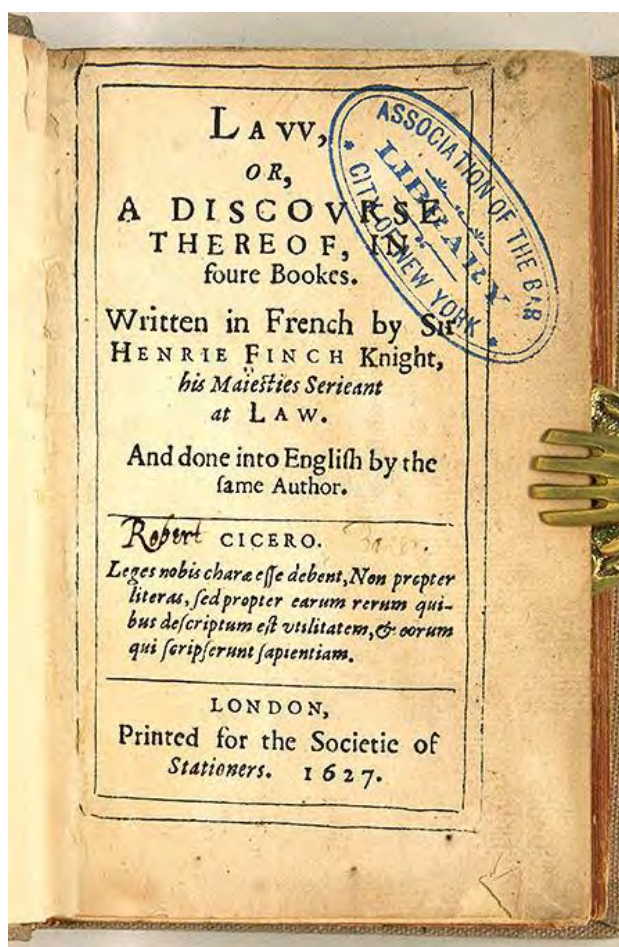 LAVV,
OR,
A DISCOVRSE
THEREOF, IN
foure Bookes.
Written in French by Sir
HENRIE FINCH Knight,
his Maiesties Serieant
at LAW.
And done into Engliſh by the
ſame Author.
Robert CICERO.
Leges nobis charæ eſſe debent, Non propter
literas, ſed propter earum rerum qui-
bus deſcriptum eſt vtilitatem, & eorum
qui ſcripſerunt ſapientiam.
LONDON,
Printed for the Societie of
Stationers. 1627.
ASSOCIATION OF THE BAR
LIBRARY
CITY OF NEW YORK